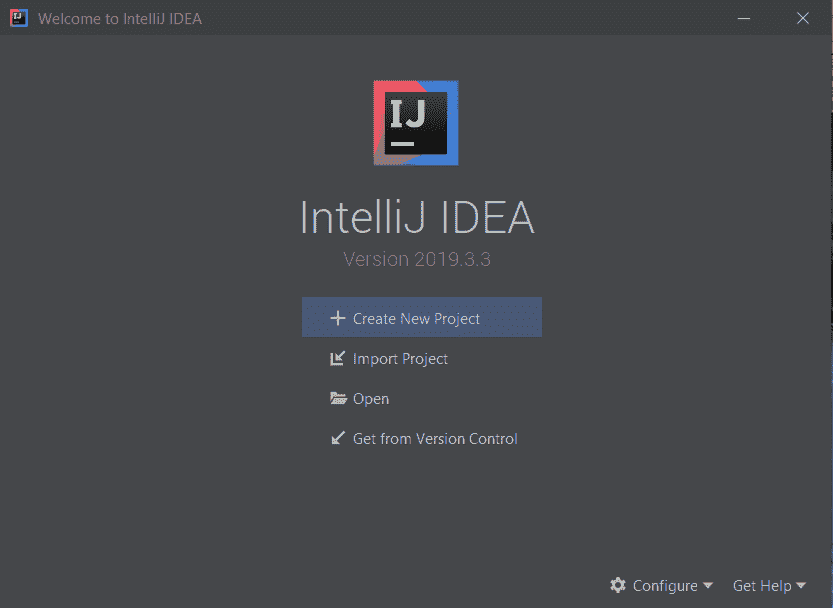 Welcome to IntelliJ IDEA
IJ
IntelliJ IDEA
Version 2019.3.3
Create New Project
Import Project
Open
Get from Version Control
Configure
Get Help